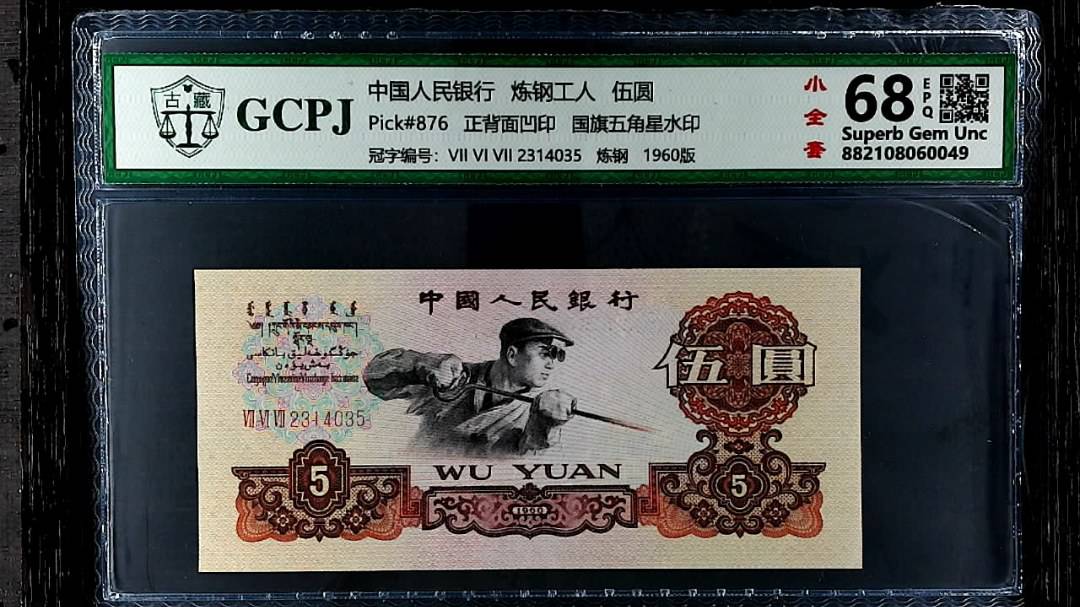 古 藏
GCPJ
中国人民银行 炼钢工人 伍圆
Pick#876 正背面凹印 国旗五角星水印
冠字编号: VII VI VII 2314035 炼钢 1960版
小全套
68
EPQ
Superb Gem Unc
882108060049
中國人民銀行
伍圓
VII VI VII 2314035
5
WU YUAN
5
1960